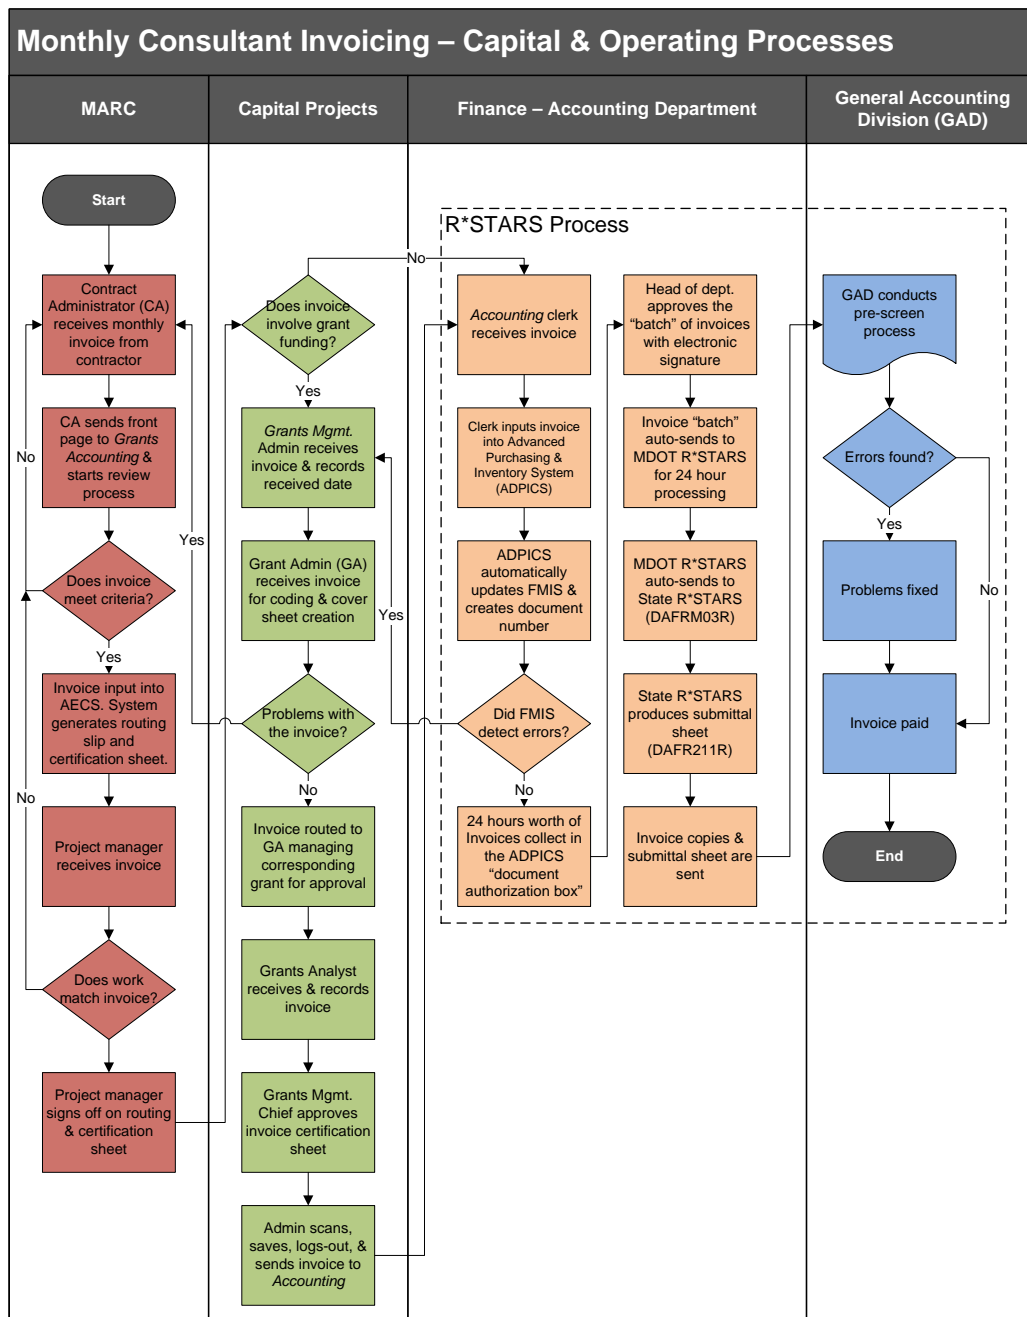 Monthly Consultant Invoicing – Capital & Operating Processes
MARC
Capital Projects
Finance – Accounting Department
General Accounting
Division (GAD)
Start
Contract
Administrator (CA)
receives monthly
invoice from
contractor
CA sends front
page to Grants
Accounting &
starts review
process
No
Does invoice
meet criteria?
Yes
Invoice input into
AECS. System
generates routing
slip and
certification sheet.
No
Project manager
receives invoice
Does work
match invoice?
Project manager
signs off on routing
& certification
sheet
Does invoice
involve grant
funding?
No
Yes
Grants Mgmt.
Admin receives
invoice & records
received date
Yes
Grant Admin (GA)
receives invoice
for coding & cover
sheet creation
Problems with
the invoice?
No
Invoice routed to
GA managing
corresponding
grant for approval
Grants Analyst
receives & records
invoice
Grants Mgmt.
Chief approves
invoice certification
sheet
Admin scans,
saves, logs-out, &
sends invoice to
Accounting
R*STARS Process
Accounting clerk
receives invoice
Clerk inputs invoice
into Advanced
Purchasing &
Inventory System
(ADPICS)
ADPICS
automatically
updates FMIS &
creates document
number
Yes
Did FMIS
detect errors?
No
24 hours worth of
Invoices collect in
the ADPICS
“document
authorization box”
Head of dept.
approves the
“batch” of invoices
with electronic
signature
Invoice “batch”
auto-sends to
MDOT R*STARS
for 24 hour
processing
MDOT R*STARS
auto-sends to
State R*STARS
(DAFRM03R)
State R*STARS
produces submittal
sheet
(DAFR211R)
Invoice copies &
submittal sheet are
sent
GAD conducts
pre-screen
process
Errors found?
Yes
No
Problems fixed
Invoice paid
End